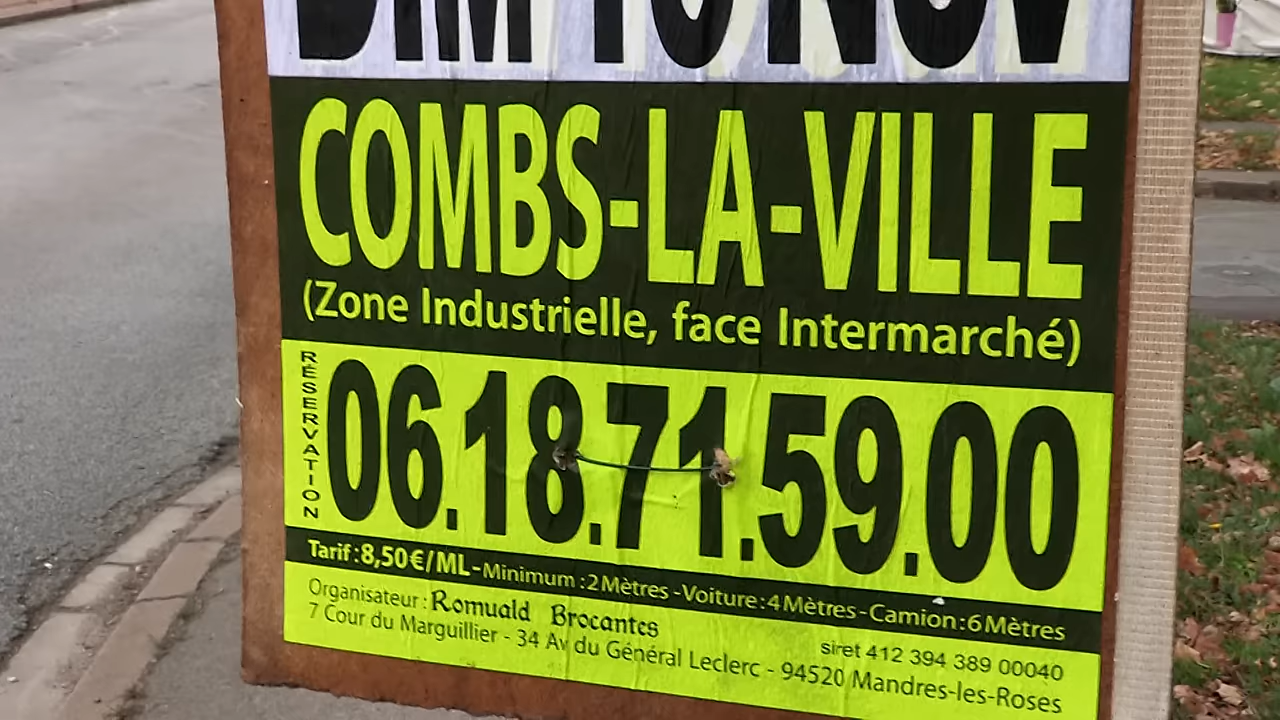 COMBS-LA-VILLE
(Zone Industrielle, face Intermarché)
RÉSERVATION
06.18.71.59.00
Tarif : 8,50€/ML - Minimum : 2 Mètres - Voiture : 4 Mètres - Camion : 6 Mètres
Organisateur : Romuald Brocantes
siret 412 394 389 00040
7 Cour du Marguillier - 34 Av du Général Leclerc - 94520 Mandres-les-Roses